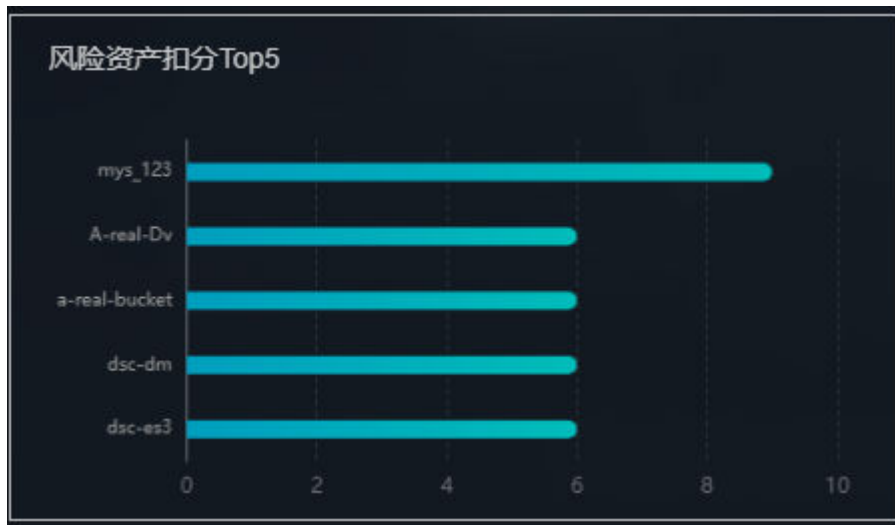 风险资产扣分Top5
mys_123
A-real-Dv
a-real-bucket
dsc-dm
dsc-es3
0 2 4 6 8 10